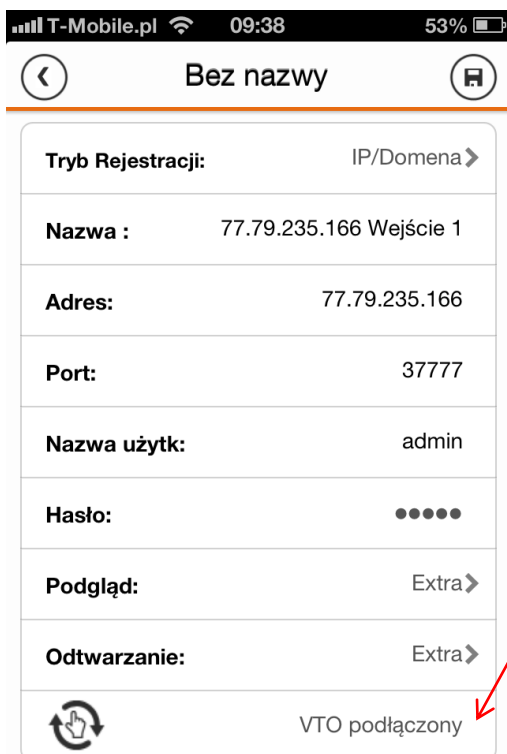 T-Mobile.pl 09:38 53%
Bez nazwy
Tryb Rejestracji: IP/Domena
Nazwa : 77.79.235.166 Wejście 1
Adres: 77.79.235.166
Port: 37777
Nazwa użytk: admin
Hasło: •••••
Podgląd: Extra
Odtwarzanie: Extra
VTO podłączony